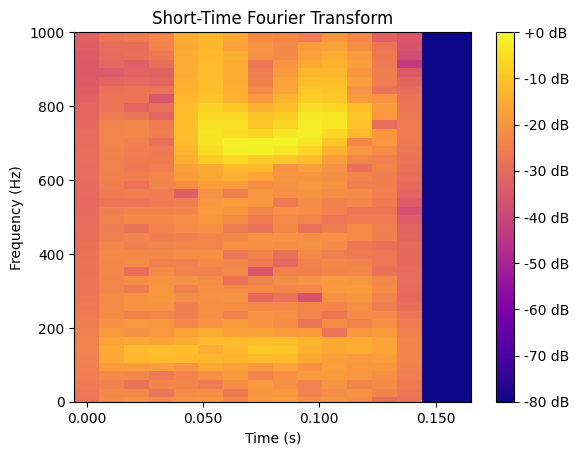 Short-Time Fourier Transform
1000
800
600
400
200
0
Frequency (Hz)
0.000
0.050
0.100
0.150
Time (s)
+0 dB
-10 dB
-20 dB
-30 dB
-40 dB
-50 dB
-60 dB
-70 dB
-80 dB